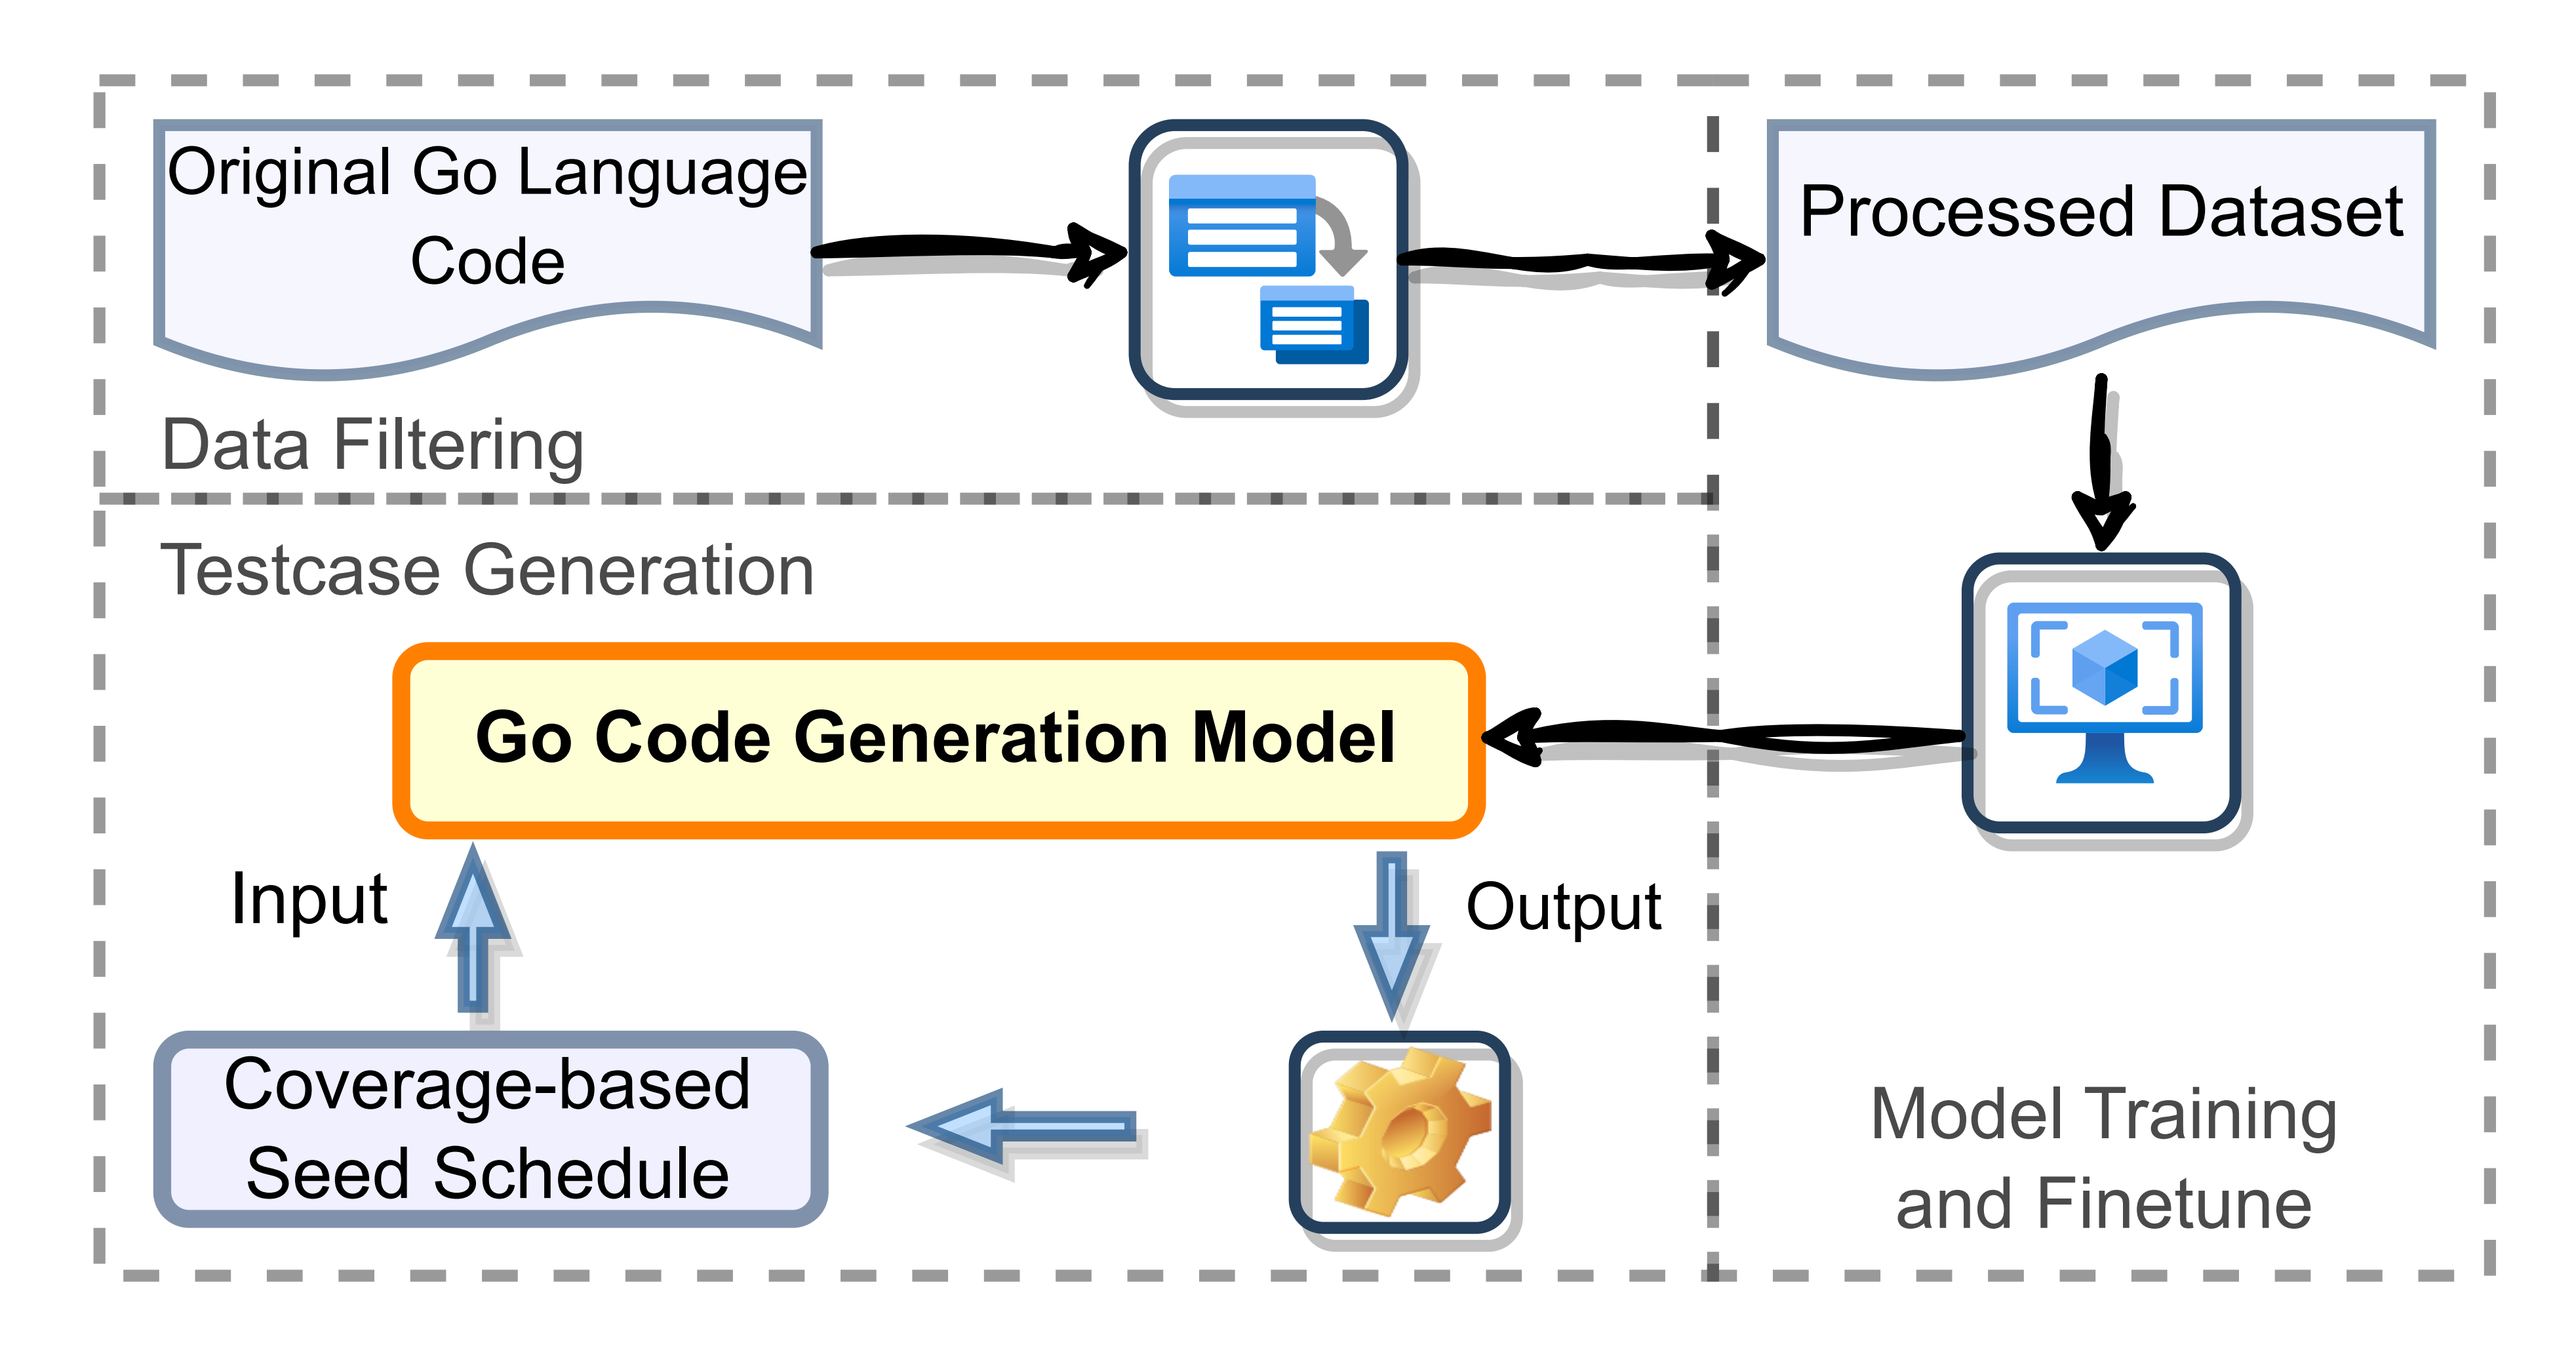 Original Go Language
Code
Processed Dataset
Data Filtering
Testcase Generation
Go Code Generation Model
Input
Output
Coverage-based
Seed Schedule
Model Training
and Finetune